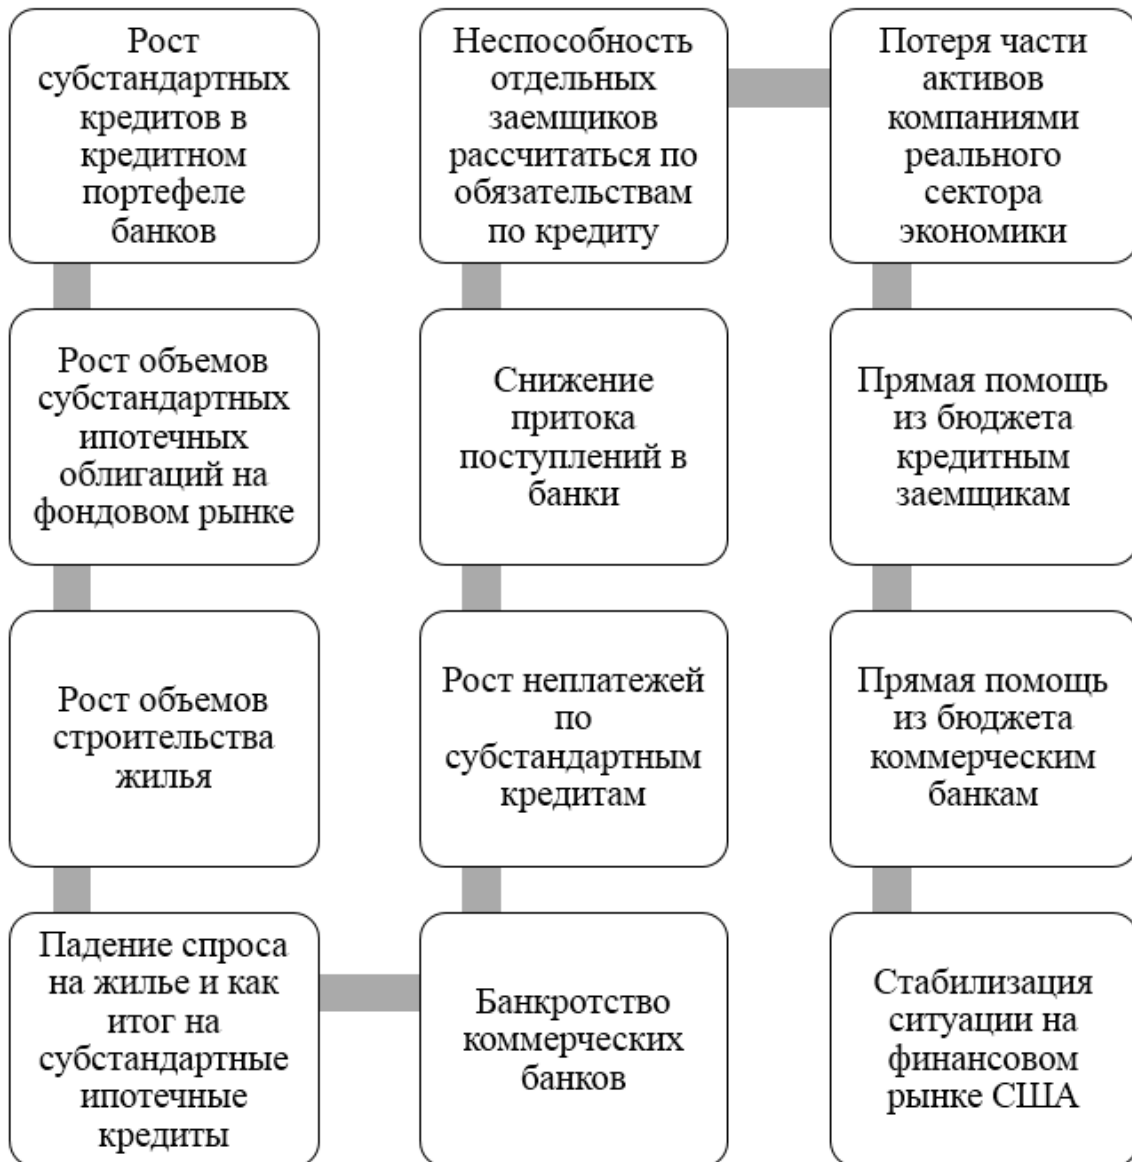 Рост
субстандартных
кредитов в
кредитном
портефеле
банков
Рост объемов
субстандартных
ипотечных
облигаций на
фондовом рынке
Рост объемов
строительства
жилья
Падение спроса
на жилье и как
итог на
субстандартные
ипотечные
кредиты
Банкротство
коммерческих
банков
Рост неплатежей
по
субстандартным
кредитам
Снижение
притока
поступлений в
банки
Неспособность
отдельных
заемщиков
рассчитаться по
обязательствам
по кредиту
Потеря части
активов
компаниями
реального
сектора
экономики
Прямая помощь
из бюджета
кредитным
заемщикам
Прямая помощь
из бюджета
коммерческим
банкам
Стабилизация
ситуации на
финансовом
рынке США